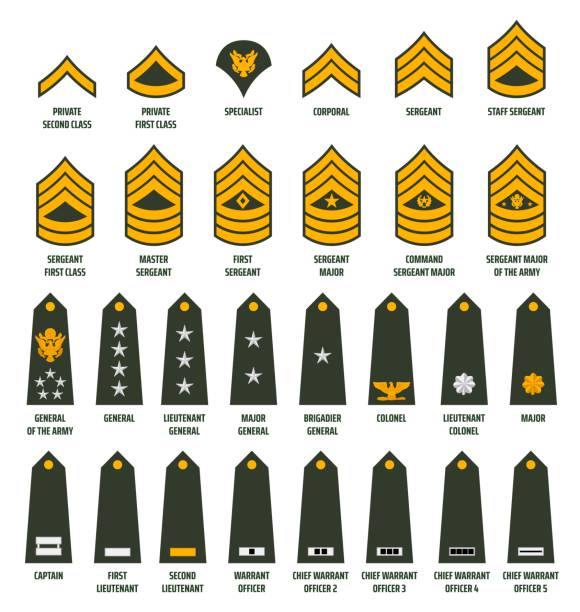 PRIVATE
SECOND CLASS
PRIVATE
FIRST CLASS
SPECIALIST
CORPORAL
SERGEANT
STAFF SERGEANT
SERGEANT
FIRST CLASS
MASTER
SERGEANT
FIRST
SERGEANT
SERGEANT
MAJOR
COMMAND
SERGEANT MAJOR
SERGEANT MAJOR
OF THE ARMY
GENERAL
OF THE ARMY
GENERAL
LIEUTENANT
GENERAL
MAJOR
GENERAL
BRIGADIER
GENERAL
COLONEL
LIEUTENANT
COLONEL
MAJOR
CAPTAIN
FIRST
LIEUTENANT
SECOND
LIEUTENANT
WARRANT
OFFICER
CHIEF WARRANT
OFFICER 2
CHIEF WARRANT
OFFICER 3
CHIEF WARRANT
OFFICER 4
CHIEF WARRANT
OFFICER 5